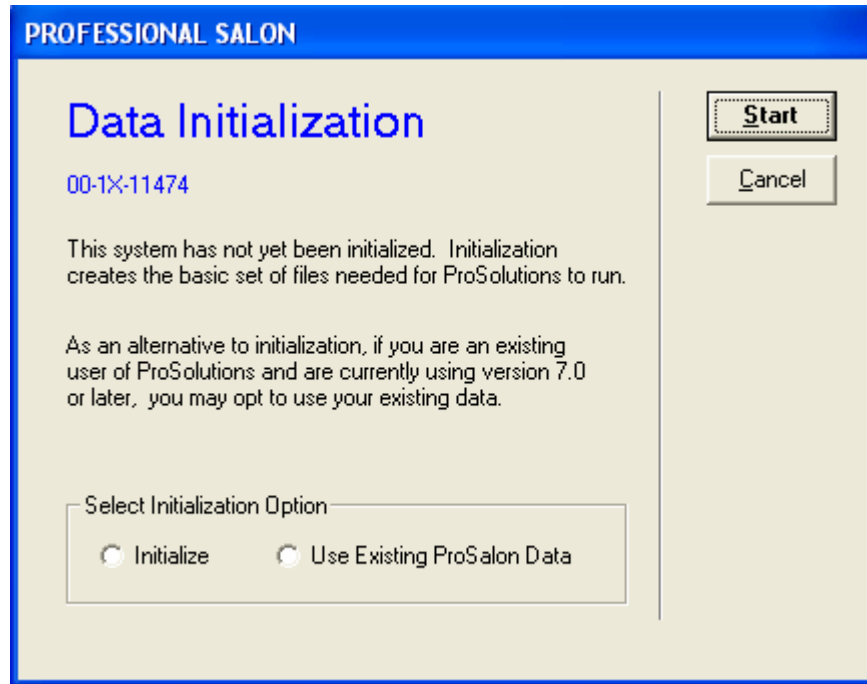 PROFESSIONAL SALON
Data Initialization
00-1X-11474
This system has not yet been initialized.  Initialization
creates the basic set of files needed for ProSolutions to run.
As an alternative to initialization, if you are an existing
user of ProSolutions and are currently using version 7.0
or later,  you may opt to use your existing data.
Select Initialization Option
Initialize
Use Existing ProSalon Data
Start
Cancel